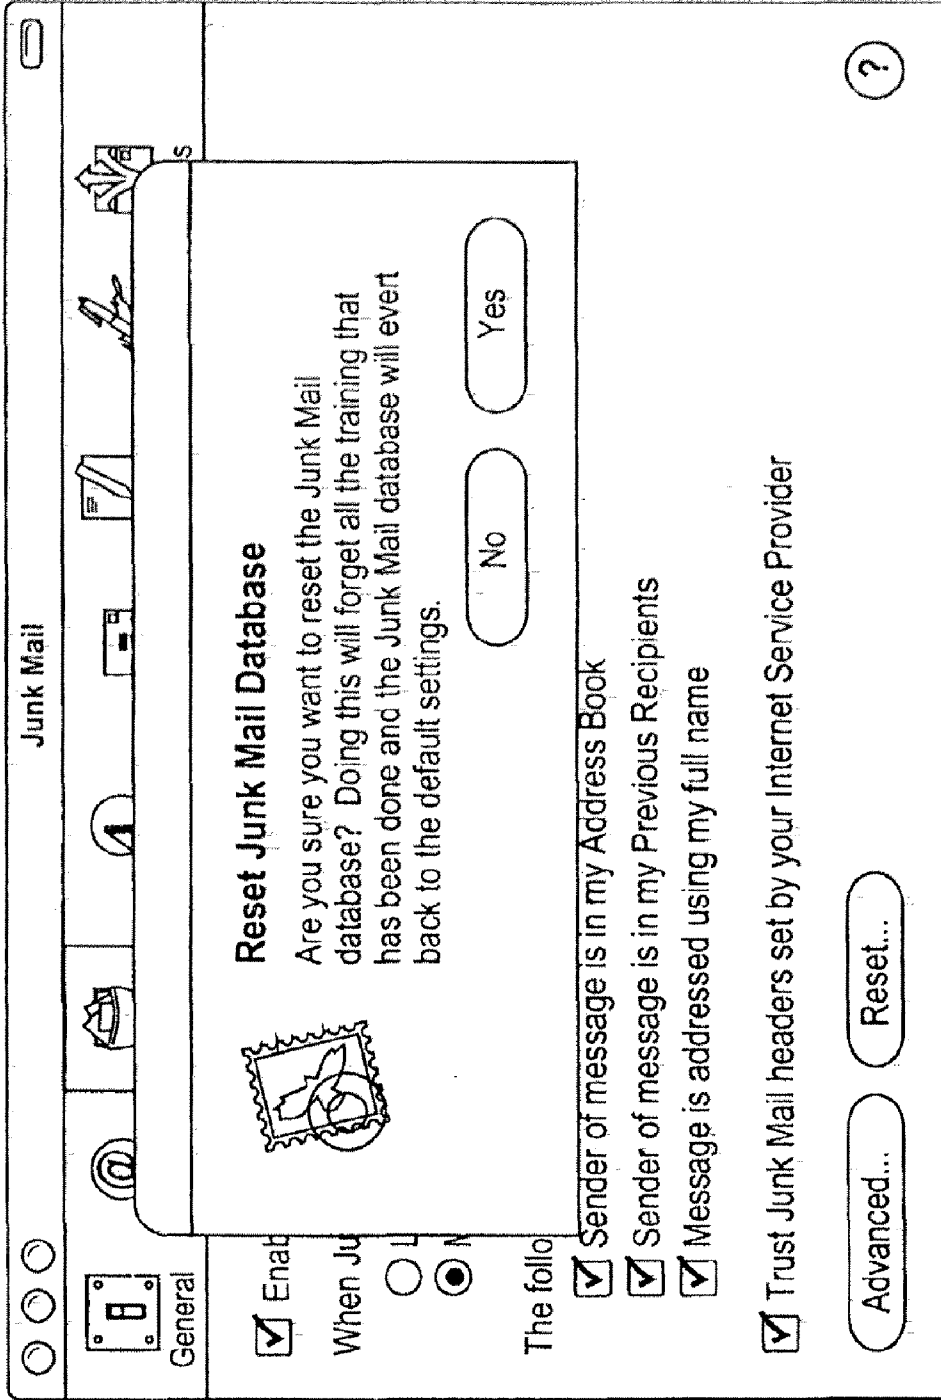 Junk Mail
General
s
Enab
When Ju
L
The follo
Reset Junk Mail Database
Are you sure you want to reset the Junk Mail
database? Doing this will forget all the training that
has been done and the Junk Mail database will evert
back to the default settings.
No
Yes
Sender of message is in my Address Book
Sender of message is in my Previous Recipients
Message is addressed using my full name
Trust Junk Mail headers set by your Internet Service Provider
Advanced...
Reset...
?